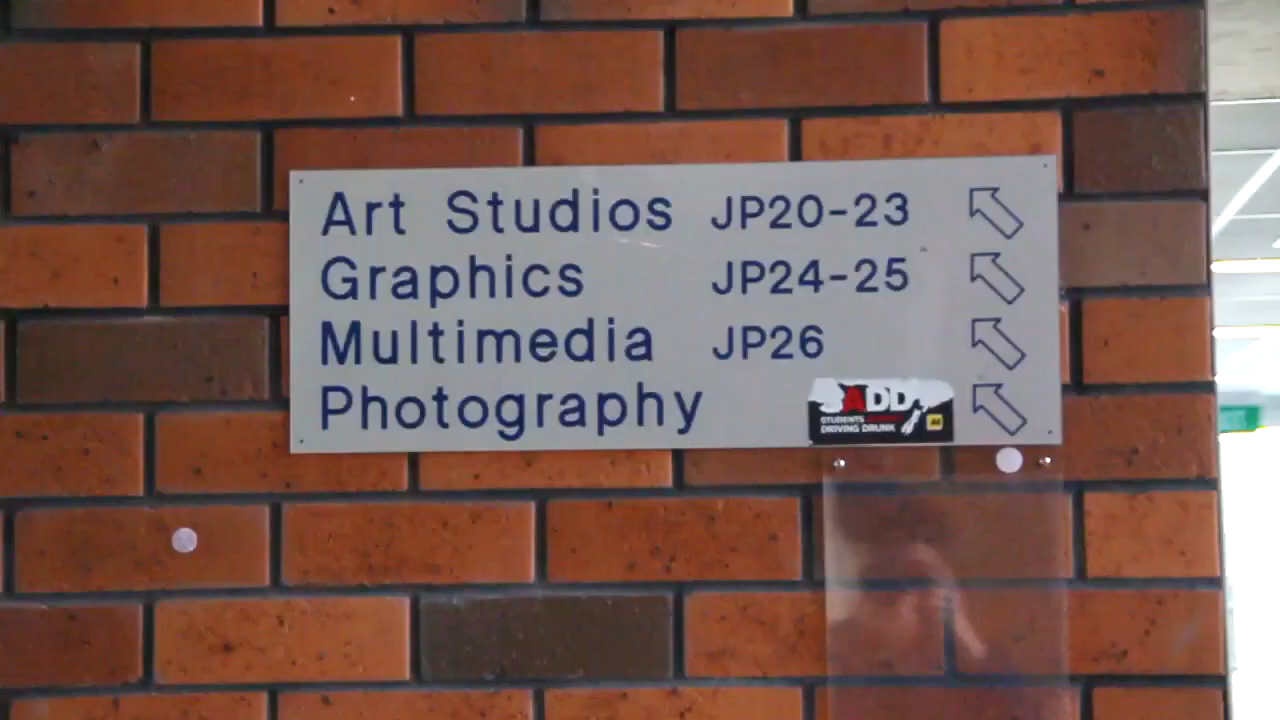 Art Studios JP20-23
Graphics JP24-25
Multimedia JP26
Photography
SADD
STUDENTS
DRIVING DRUNK